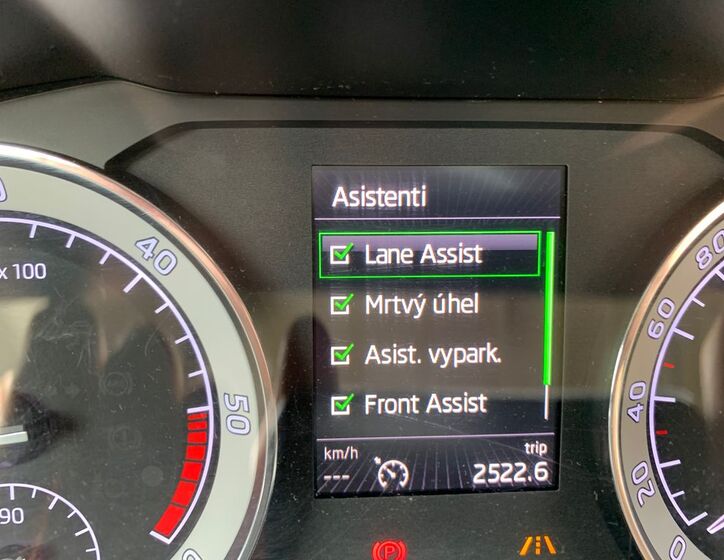 Asistenti
Lane Assist
Mrtvý úhel
Asist. vypark.
Front Assist
km/h
trip
---
2522.6
x 100
40
50
90
80
60
40
20
0
P